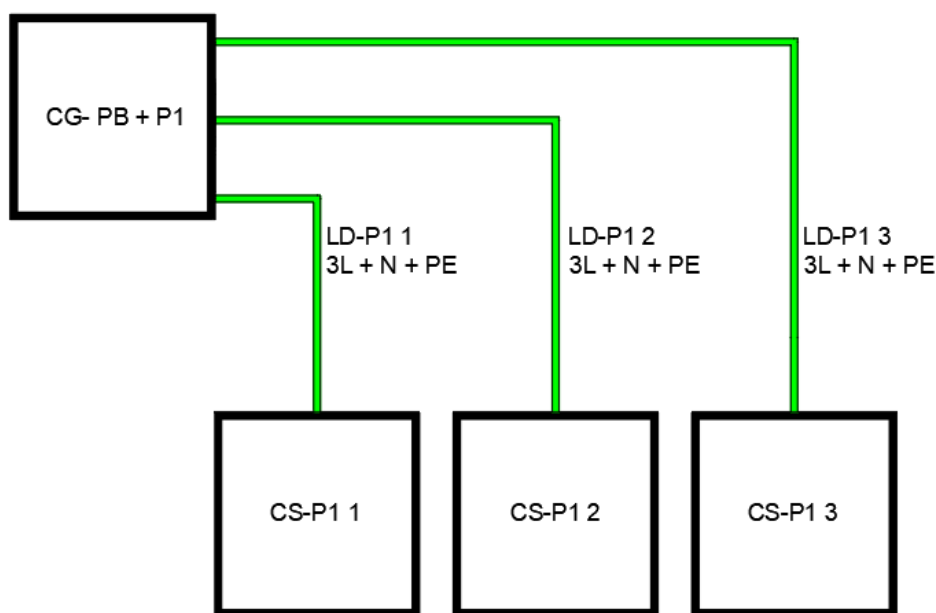 CG- PB + P1
LD-P1 1
3L + N + PE
LD-P1 2
3L + N + PE
LD-P1 3
3L + N + PE
CS-P1 1
CS-P1 2
CS-P1 3